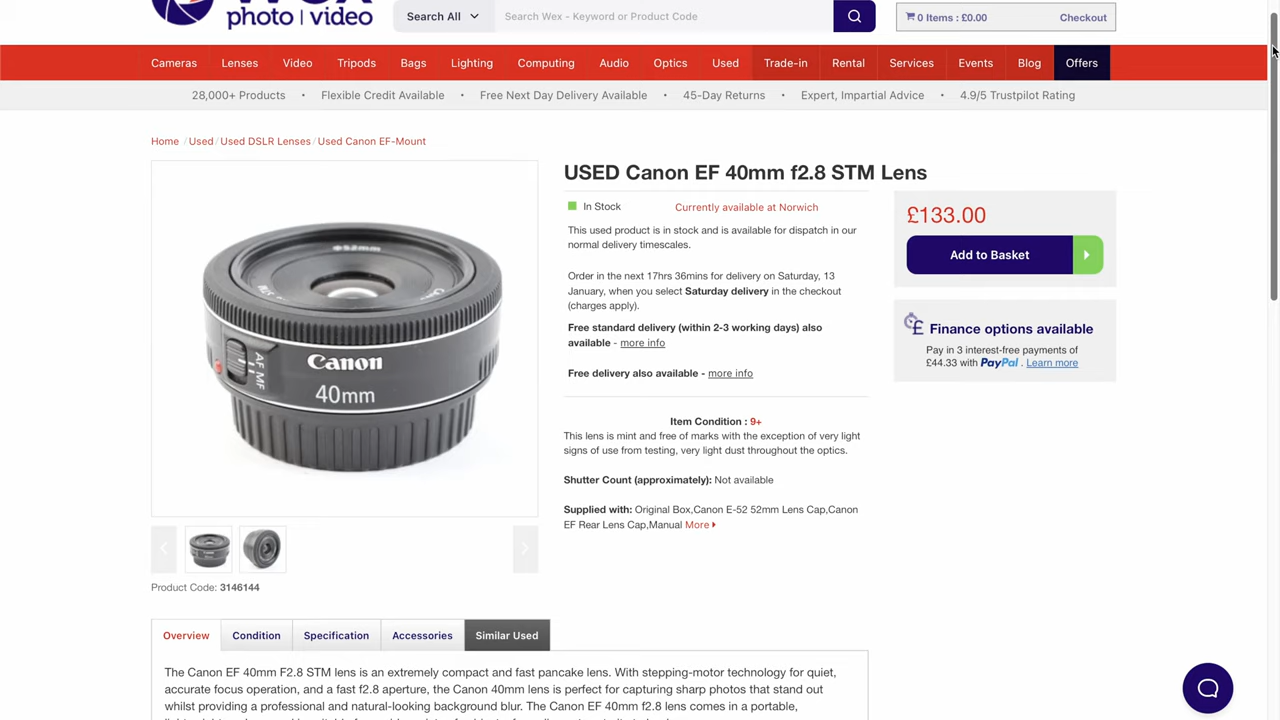 photo | video
Search All
Search Wex - Keyword or Product Code
0 Items : £0.00
Checkout
Cameras
Lenses
Video
Tripods
Bags
Lighting
Computing
Audio
Optics
Used
Trade-in
Rental
Services
Events
Blog
Offers
28,000+ Products • Flexible Credit Available • Free Next Day Delivery Available • 45-Day Returns • Expert, Impartial Advice • 4.9/5 Trustpilot Rating
Home / Used / Used DSLR Lenses / Used Canon EF-Mount
Canon
40mm
AF MF
Product Code: 3146144
USED Canon EF 40mm f2.8 STM Lens
In Stock
Currently available at Norwich
This used product is in stock and is available for dispatch in our
normal delivery timescales.
Order in the next 17hrs 36mins for delivery on Saturday, 13
January, when you select Saturday delivery in the checkout
(charges apply).
Free standard delivery (within 2-3 working days) also
available - more info
Free delivery also available - more info
Item Condition : 9+
This lens is mint and free of marks with the exception of very light
signs of use from testing, very light dust throughout the optics.
Shutter Count (approximately): Not available
Supplied with: Original Box,Canon E-52 52mm Lens Cap,Canon
EF Rear Lens Cap,Manual More
£133.00
Add to Basket
Finance options available
Pay in 3 interest-free payments of
£44.33 with PayPal . Learn more
Overview
Condition
Specification
Accessories
Similar Used
The Canon EF 40mm F2.8 STM lens is an extremely compact and fast pancake lens. With stepping-motor technology for quiet,
accurate focus operation, and a fast f2.8 aperture, the Canon 40mm lens is perfect for capturing sharp photos that stand out
whilst providing a professional and natural-looking background blur. The Canon EF 40mm f2.8 lens comes in a portable,